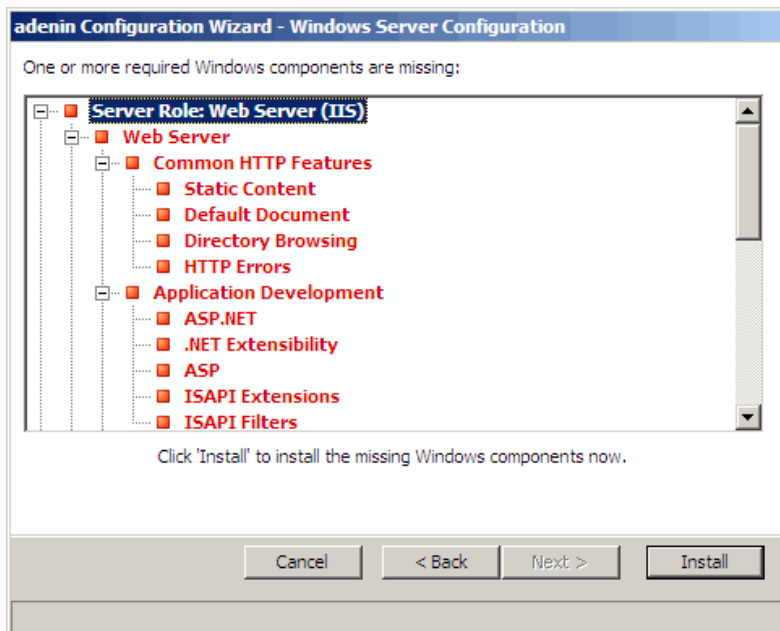 adenin Configuration Wizard - Windows Server Configuration
One or more required Windows components are missing:
Server Role: Web Server (IIS)
Web Server
Common HTTP Features
Static Content
Default Document
Directory Browsing
HTTP Errors
Application Development
ASP.NET
.NET Extensibility
ASP
ISAPI Extensions
ISAPI Filters
Click 'Install' to install the missing Windows components now.
Cancel < Back Next > Install